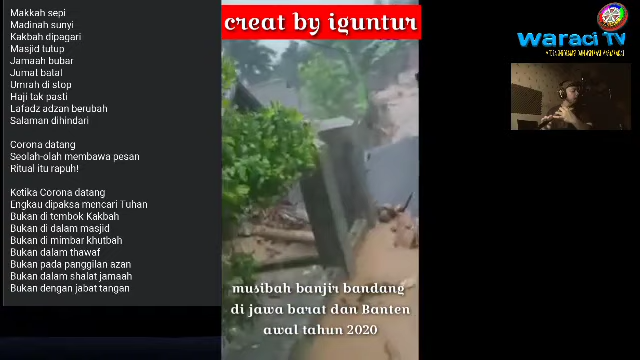 Makkah sepi
Madinah sunyi
Kakbah dipagari
Masjid tutup
Jamaah bubar
Jumat batal
Umrah di stop
Haji tak pasti
Lafadz adzan berubah
Salaman dihindari
Corona datang
Seolah-olah membawa pesan
Ritual itu rapuh!
Ketika Corona datang
Engkau dipaksa mencari Tuhan
Bukan di tembok Kakbah
Bukan di dalam masjid
Bukan di mimbar khutbah
Bukan dalam thawaf
Bukan pada panggilan azan
Bukan dalam shalat jamaah
Bukan dengan jabat tangan
creat by iguntur
musibah banjir bandang
di jawa barat dan Banten
awal tahun 2020
Waraci TV